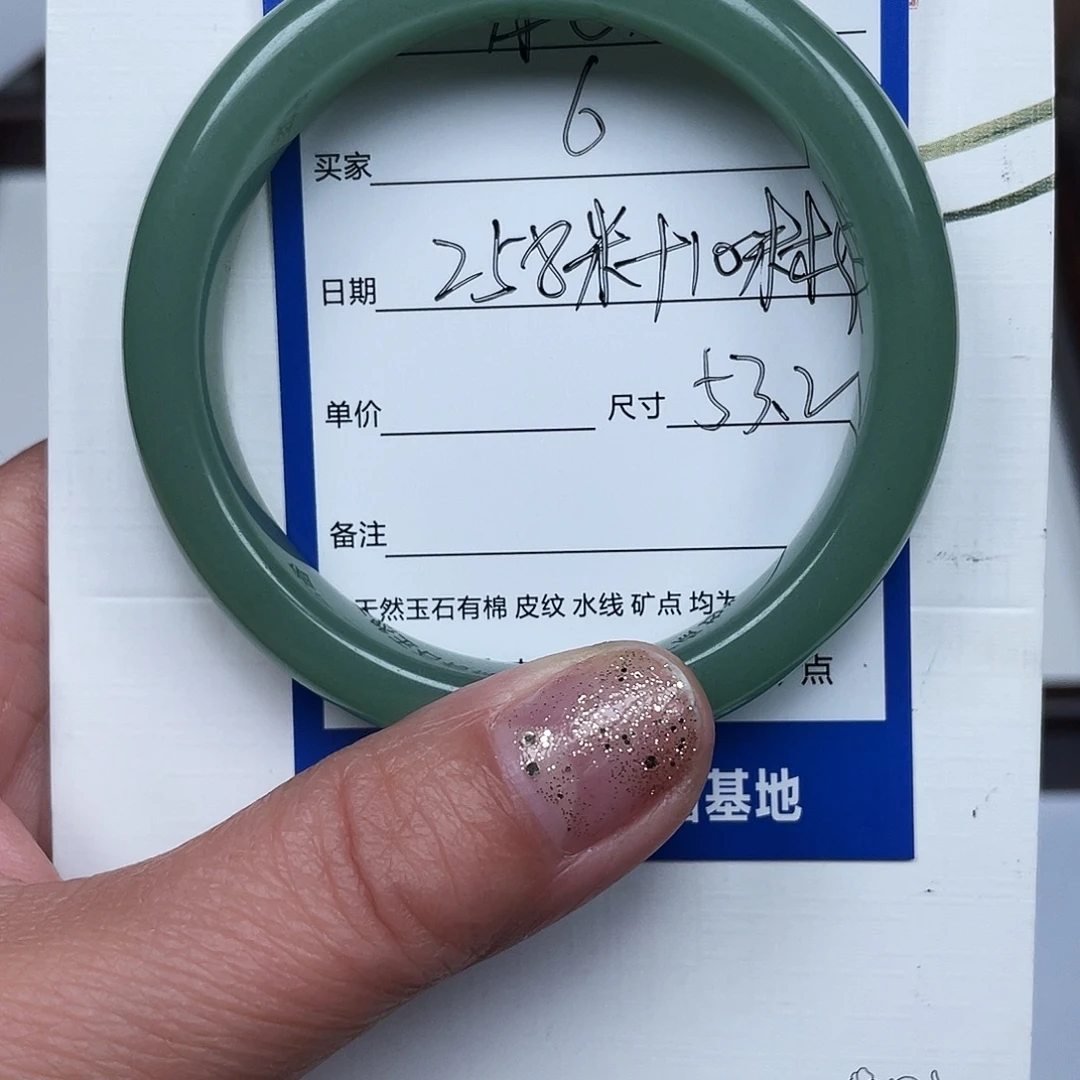 6
买家
258米+10米
日期
单价 尺寸 53.2
备注
天然玉石有棉 皮纹 水线 矿点 均为
点
基地